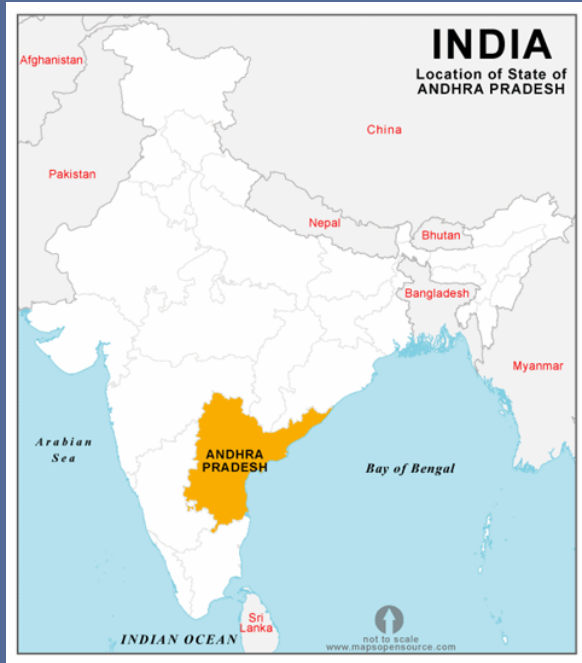 INDIA
Location of State of
ANDHRA PRADESH
Afghanistan
China
Pakistan
Nepal
Bhutan
Bangladesh
Myanmar
Arabian
Sea
ANDHRA
PRADESH
Bay of Bengal
Sri
Lanka
INDIAN OCEAN
not to scale
www.mapsopensource.com